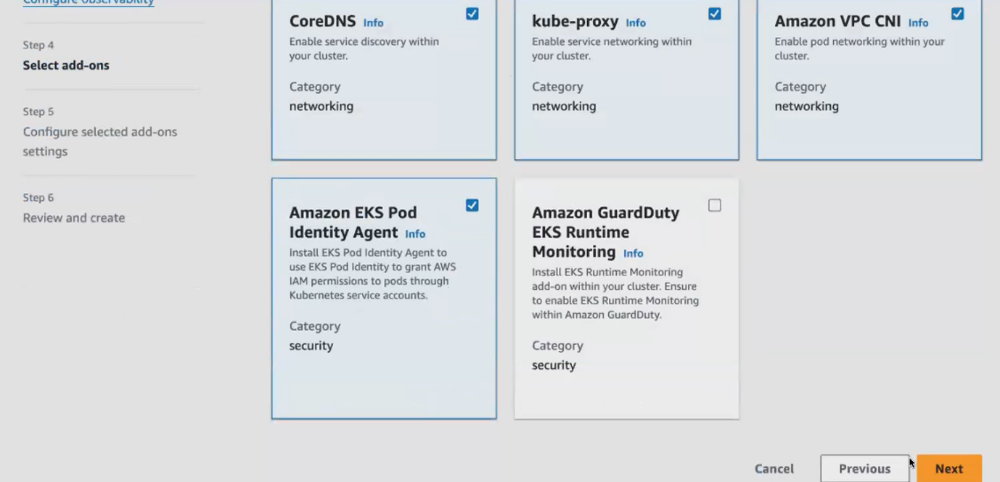 Configure observability
Step 4
Select add-ons
Step 5
Configure selected add-ons
settings
Step 6
Review and create
CoreDNS Info
Enable service discovery within
your cluster.
Category
networking
kube-proxy Info
Enable service networking within
your cluster.
Category
networking
Amazon VPC CNI Info
Enable pod networking within your
cluster.
Category
networking
Amazon EKS Pod
Identity Agent Info
Install EKS Pod Identity Agent to
use EKS Pod Identity to grant AWS
IAM permissions to pods through
Kubernetes service accounts.
Category
security
Amazon GuardDuty
EKS Runtime
Monitoring Info
Install EKS Runtime Monitoring
add-on within your cluster. Ensure
to enable EKS Runtime Monitoring
within Amazon GuardDuty.
Category
security
Cancel
Previous
Next